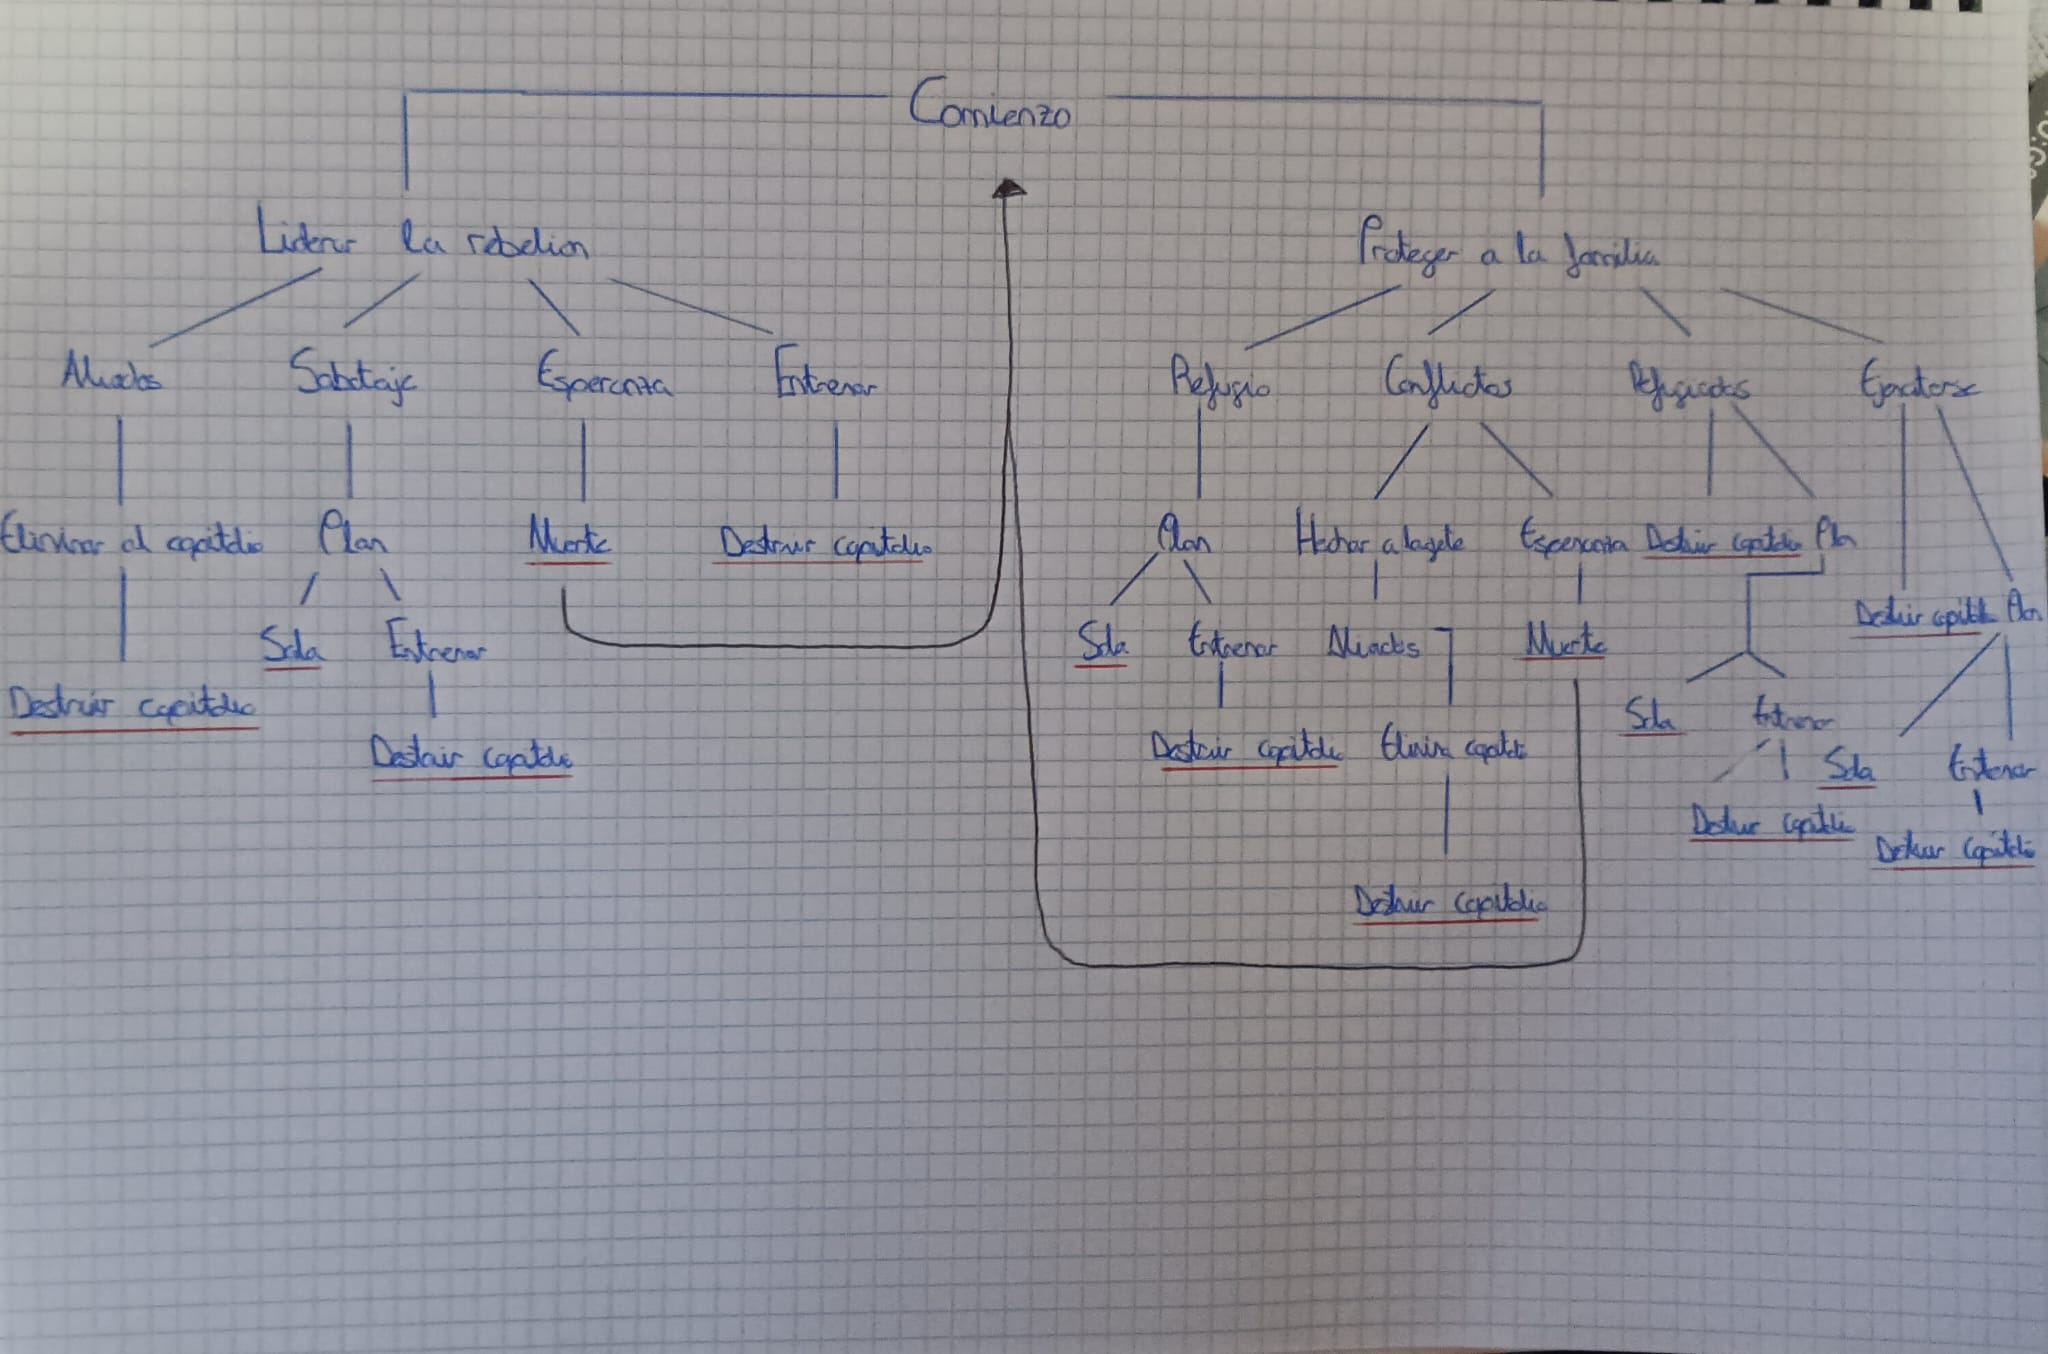 Comienzo
Liderar la rebelion
Proteger a la familia
Aliados Sabotaje Esperanza Entrenar
Refugio Conflictos Refugiados Ejercitarse
Eliminar al capitolio Plan Muerte Destruir capitolio
Plan Hechar a la gete Esperanza Destruir capitolio Plan
Destruir capitolio Plan
Sola Entrenar
Sola Entrenar Aliados Muerte
Destruir capitolio
Sola Entrenar
Destruir capitolio
Destruir capitolio Eliminar capitolio
Sola Entrenar
Destruir capitolio
Destruir capitolio
Destruir capitolio